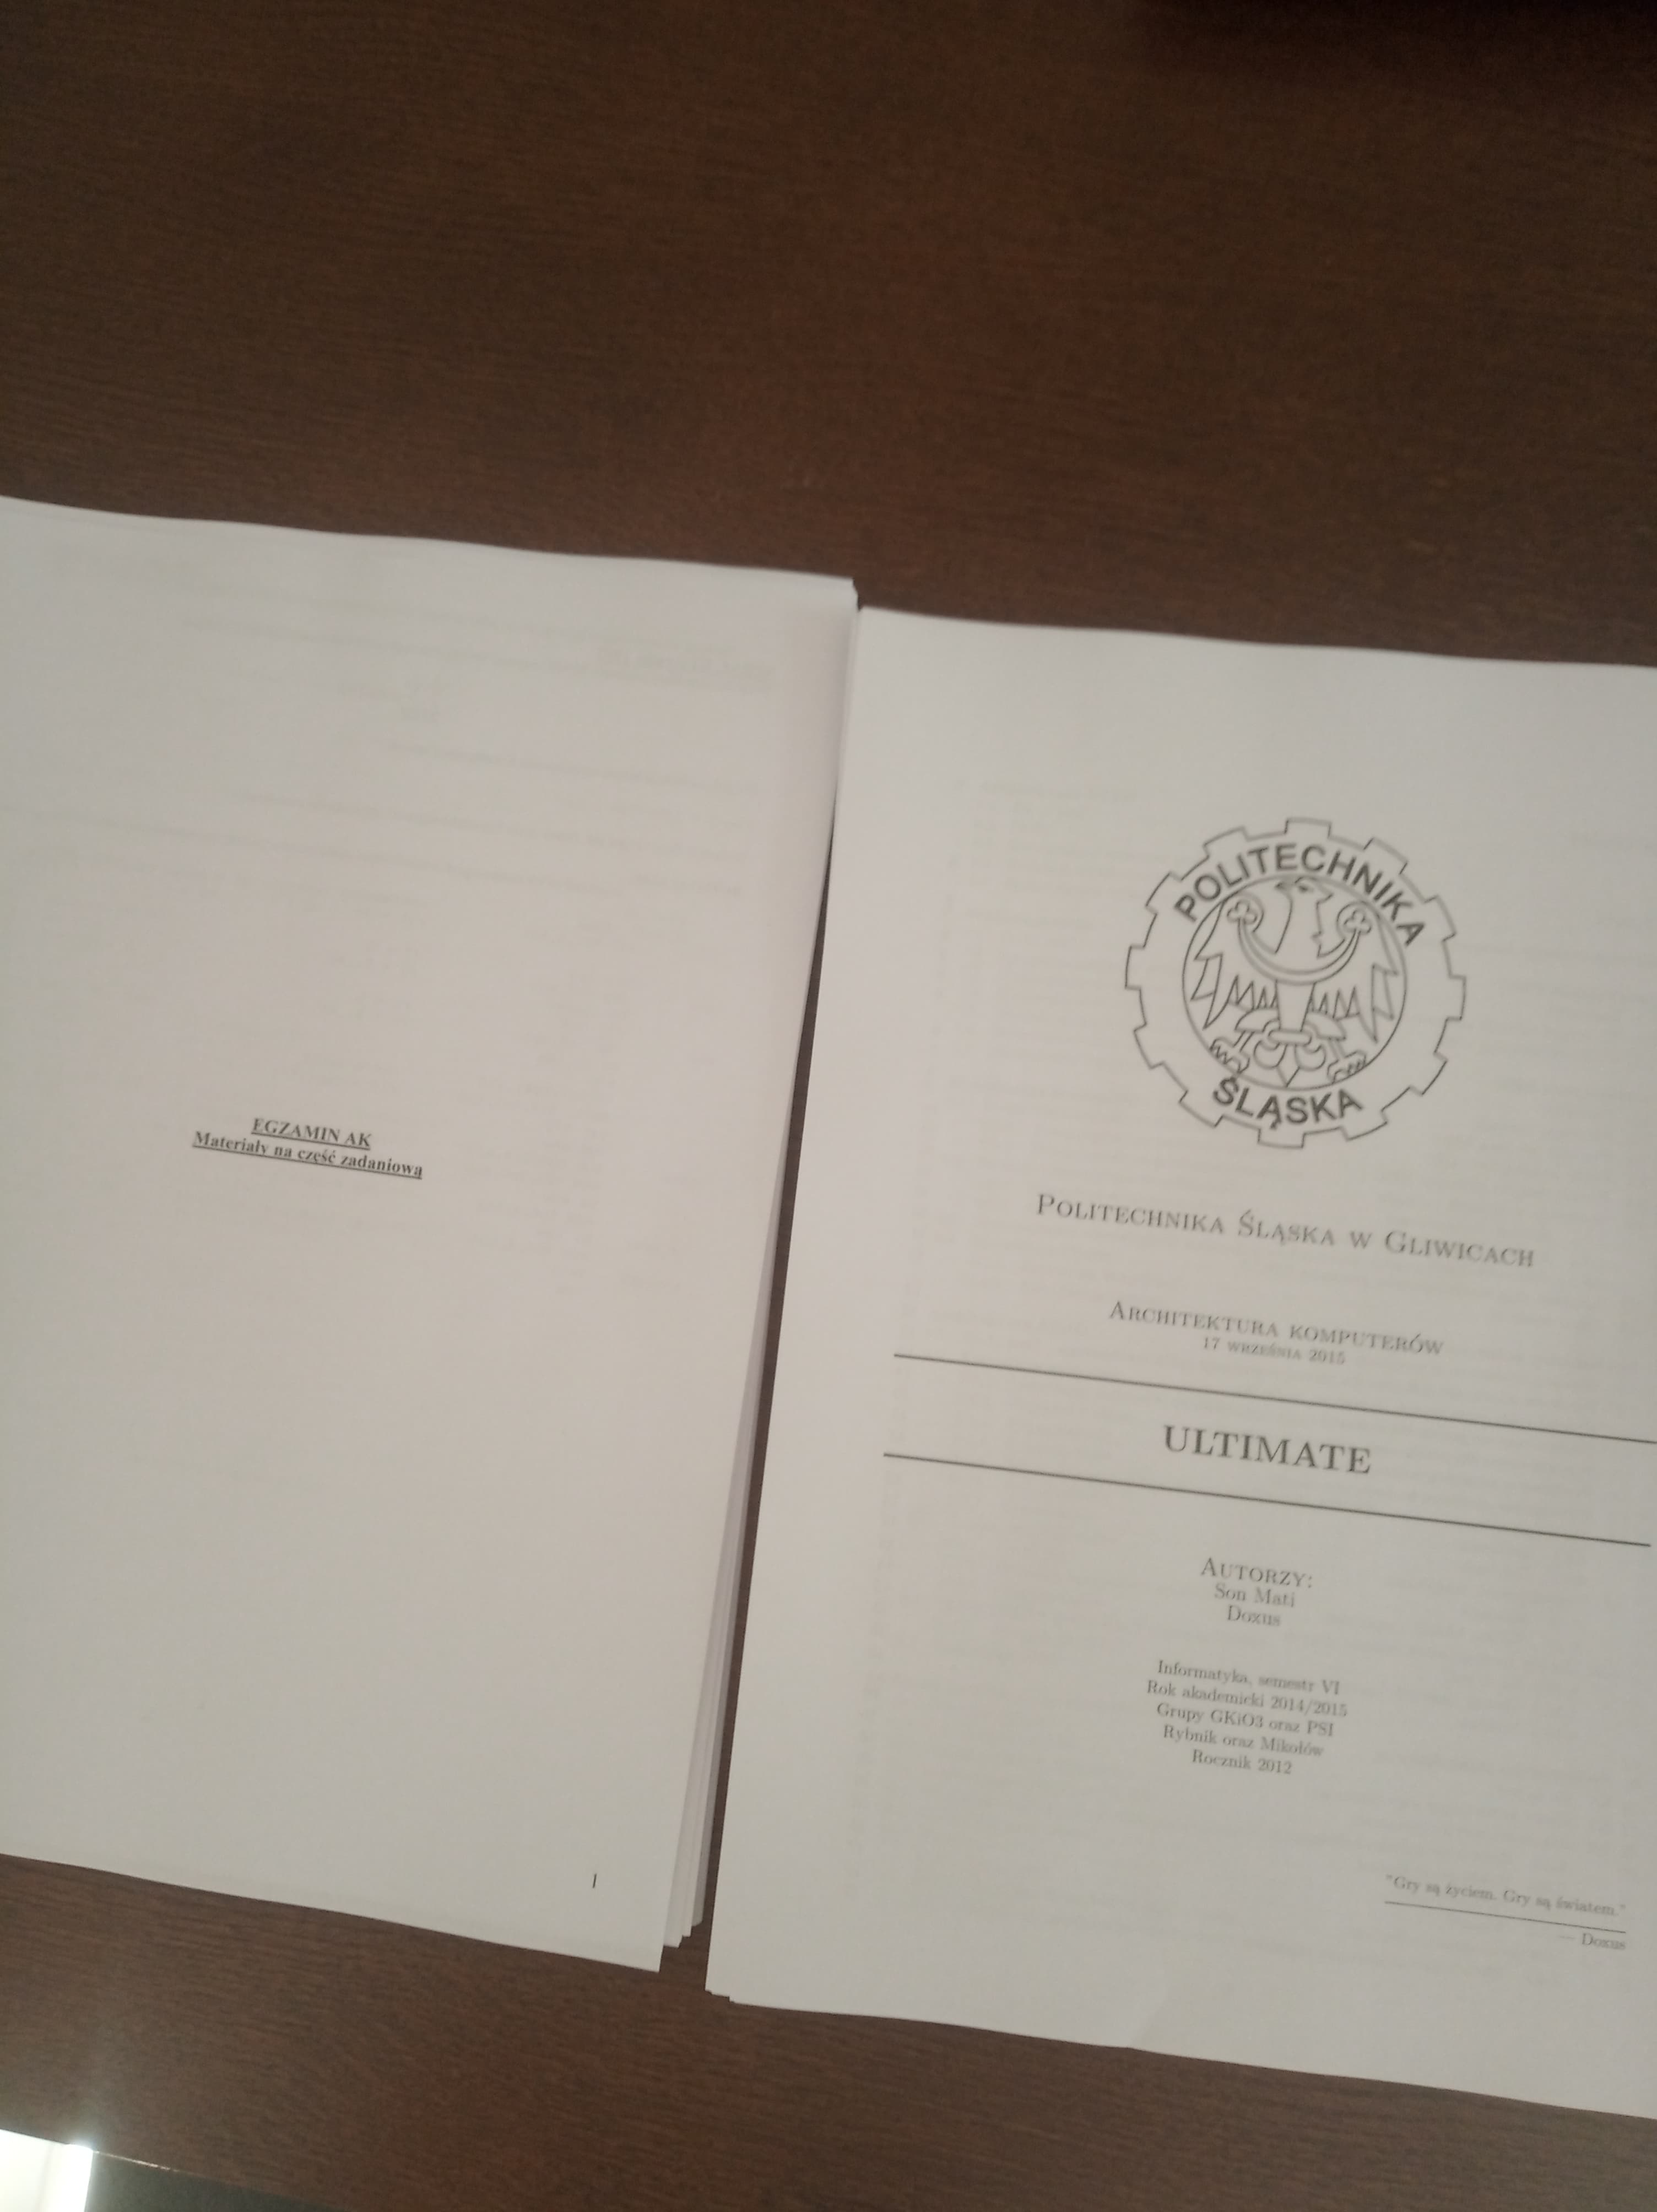 EGZAMIN AK
Materiały na część zadaniową
1
POLITECHNIKA
ŚLĄSKA
POLITECHNIKA ŚLĄSKA W GLIWICACH
ARCHITEKTURA KOMPUTERÓW
17 WRZEŚNIA 2015
ULTIMATE
AUTORZY:
Son Mati
Doxus
Informatyka, semestr VI
Rok akademicki 2014/2015
Grupy GKiO3 oraz PSI
Rybnik oraz Mikołów
Rocznik 2012
"Gry są życiem. Gry są światem."
— Doxus